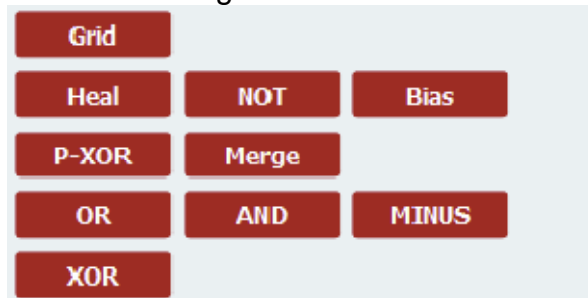 Grid
Heal NOT Bias
P-XOR Merge
OR AND MINUS
XOR